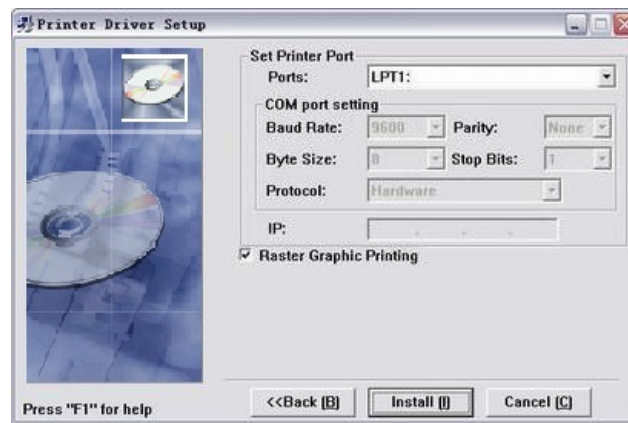 Printer Driver Setup
Set Printer Port
Ports: LPT1:
COM port setting
Baud Rate: 9600 Parity: None
Byte Size: 8 Stop Bits: 1
Protocol: Hardware
IP: . . .
Raster Graphic Printing
Press "F1" for help
<<Back (B) Install (I) Cancel (C)